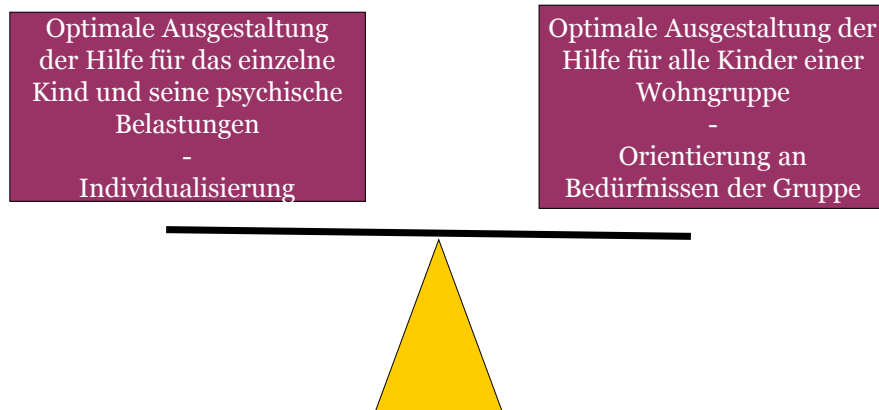 Optimale Ausgestaltung
der Hilfe für das einzelne
Kind und seine psychische
Belastungen
-
Individualisierung
Optimale Ausgestaltung der
Hilfe für alle Kinder einer
Wohngruppe
-
Orientierung an
Bedürfnissen der Gruppe